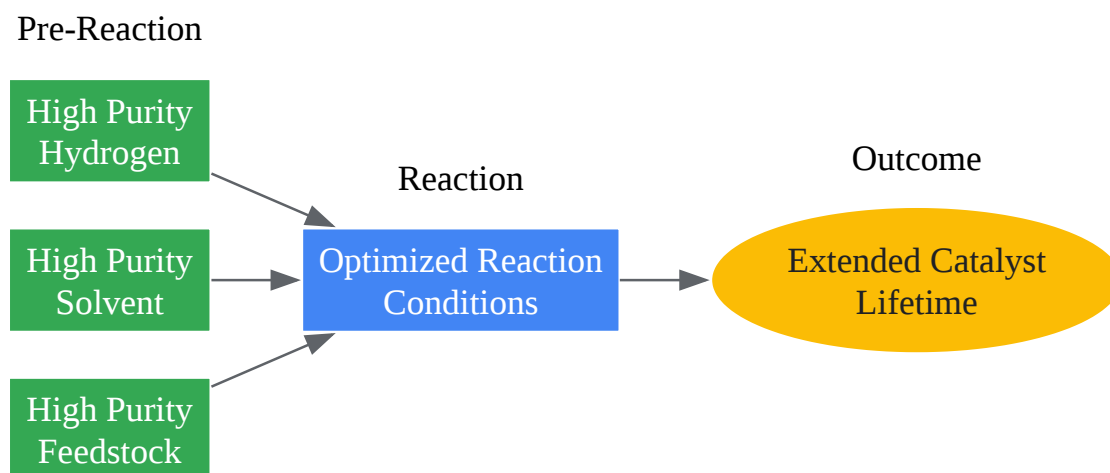 Pre-Reaction
High Purity
Hydrogen
High Purity
Solvent
High Purity
Feedstock
Reaction
Optimized Reaction
Conditions
Outcome
Extended Catalyst
Lifetime